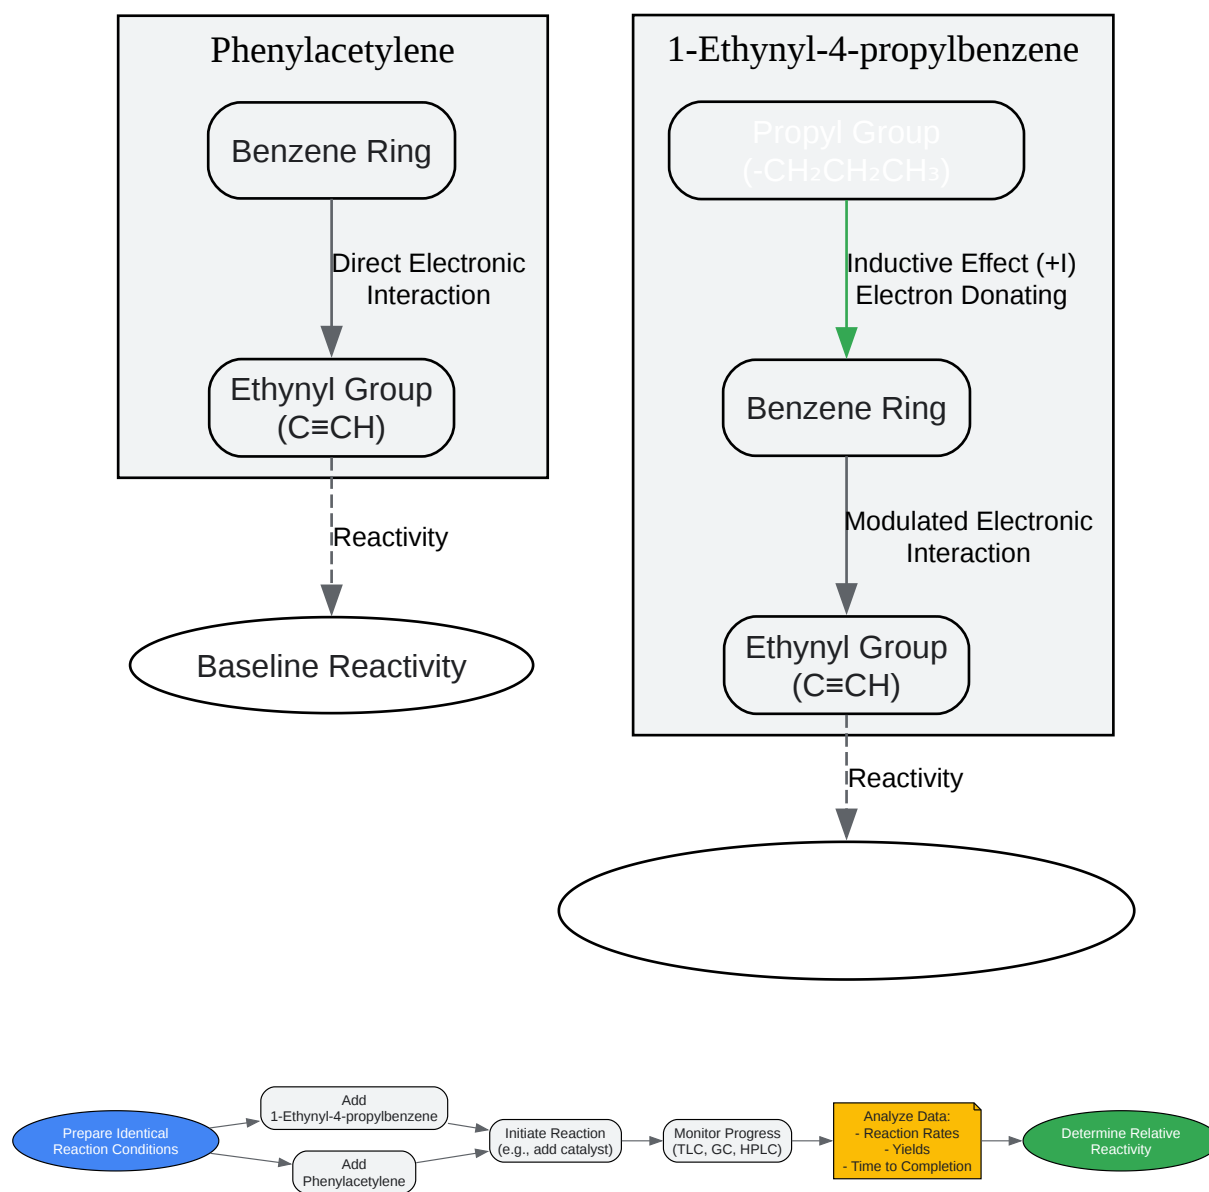 Phenylacetylene
Benzene Ring
Direct Electronic
Interaction
Ethynyl Group
(C≡CH)
Reactivity
Baseline Reactivity
1-Ethynyl-4-propylbenzene
Propyl Group
(-CH₂CH₂CH₃)
Inductive Effect (+I)
Electron Donating
Benzene Ring
Modulated Electronic
Interaction
Ethynyl Group
(C≡CH)
Reactivity
Prepare Identical
Reaction Conditions
Add
1-Ethynyl-4-propylbenzene
Add
Phenylacetylene
Initiate Reaction
(e.g., add catalyst)
Monitor Progress
(TLC, GC, HPLC)
Analyze Data:
- Reaction Rates
- Yields
- Time to Completion
Determine Relative
Reactivity